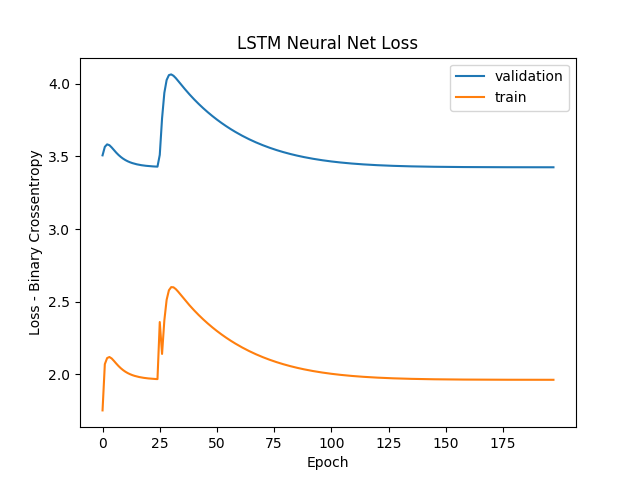 LSTM Neural Net Loss
validation
train
4.0
3.5
3.0
2.5
2.0
Loss - Binary Crossentropy
0 25 50 75 100 125 150 175
Epoch